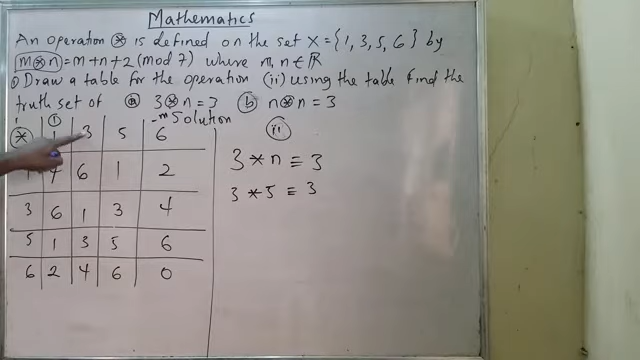 Mathematics
An operation ⊛ is defined on the set X = {1, 3, 5, 6} by
m⊛n = m+n+2 (mod 7) where m, n ∈ ℝ
(i) Draw a table for the operation (ii) using the table find the
truth set of (a) 3⊛n = 3 (b) n⊛n = 3
Solution
(i)
(ii)
⊛ 1 3 5 6
4 6 1 2
3 6 1 3 4
5 1 3 5 6
6 2 4 6 0
3 * n ≡ 3
3 * 5 ≡ 3